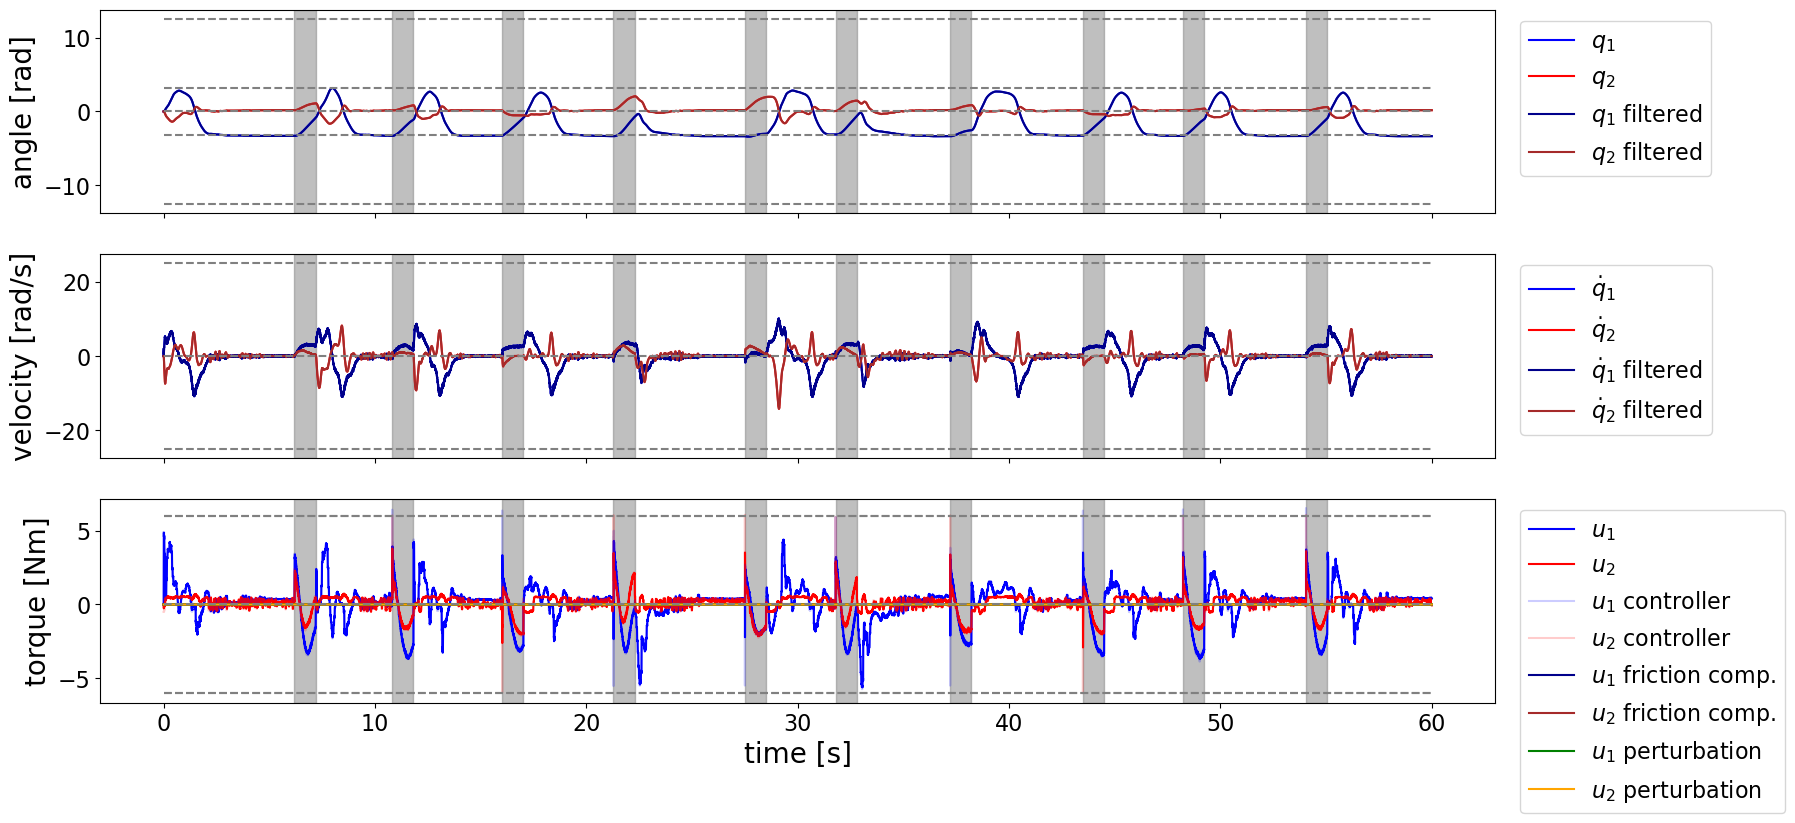 angle [rad]
10
0
−10
q₁
q₂
q₁ filtered
q₂ filtered
velocity [rad/s]
20
0
−20
q̇₁
q̇₂
q̇₁ filtered
q̇₂ filtered
torque [Nm]
5
0
−5
0 10 20 30 40 50 60
time [s]
u₁
u₂
u₁ controller
u₂ controller
u₁ friction comp.
u₂ friction comp.
u₁ perturbation
u₂ perturbation